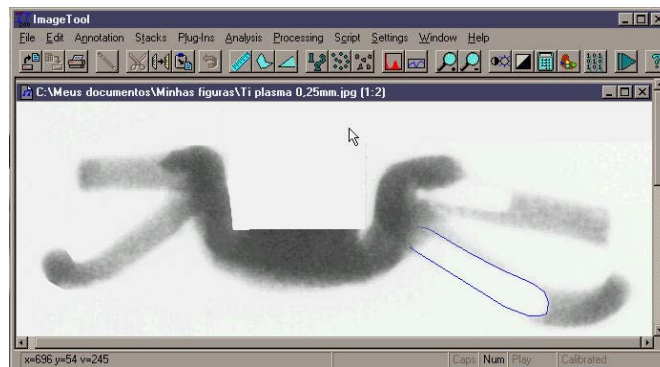 ImageTool
File Edit Annotation Stacks Plug-Ins Analysis Processing Script Settings Window Help
C:\Meus documentos\Minhas figuras\Ti plasma 0,25mm.jpg (1:2)
x=696 y=54 v=245 Caps Num Play Calibrated